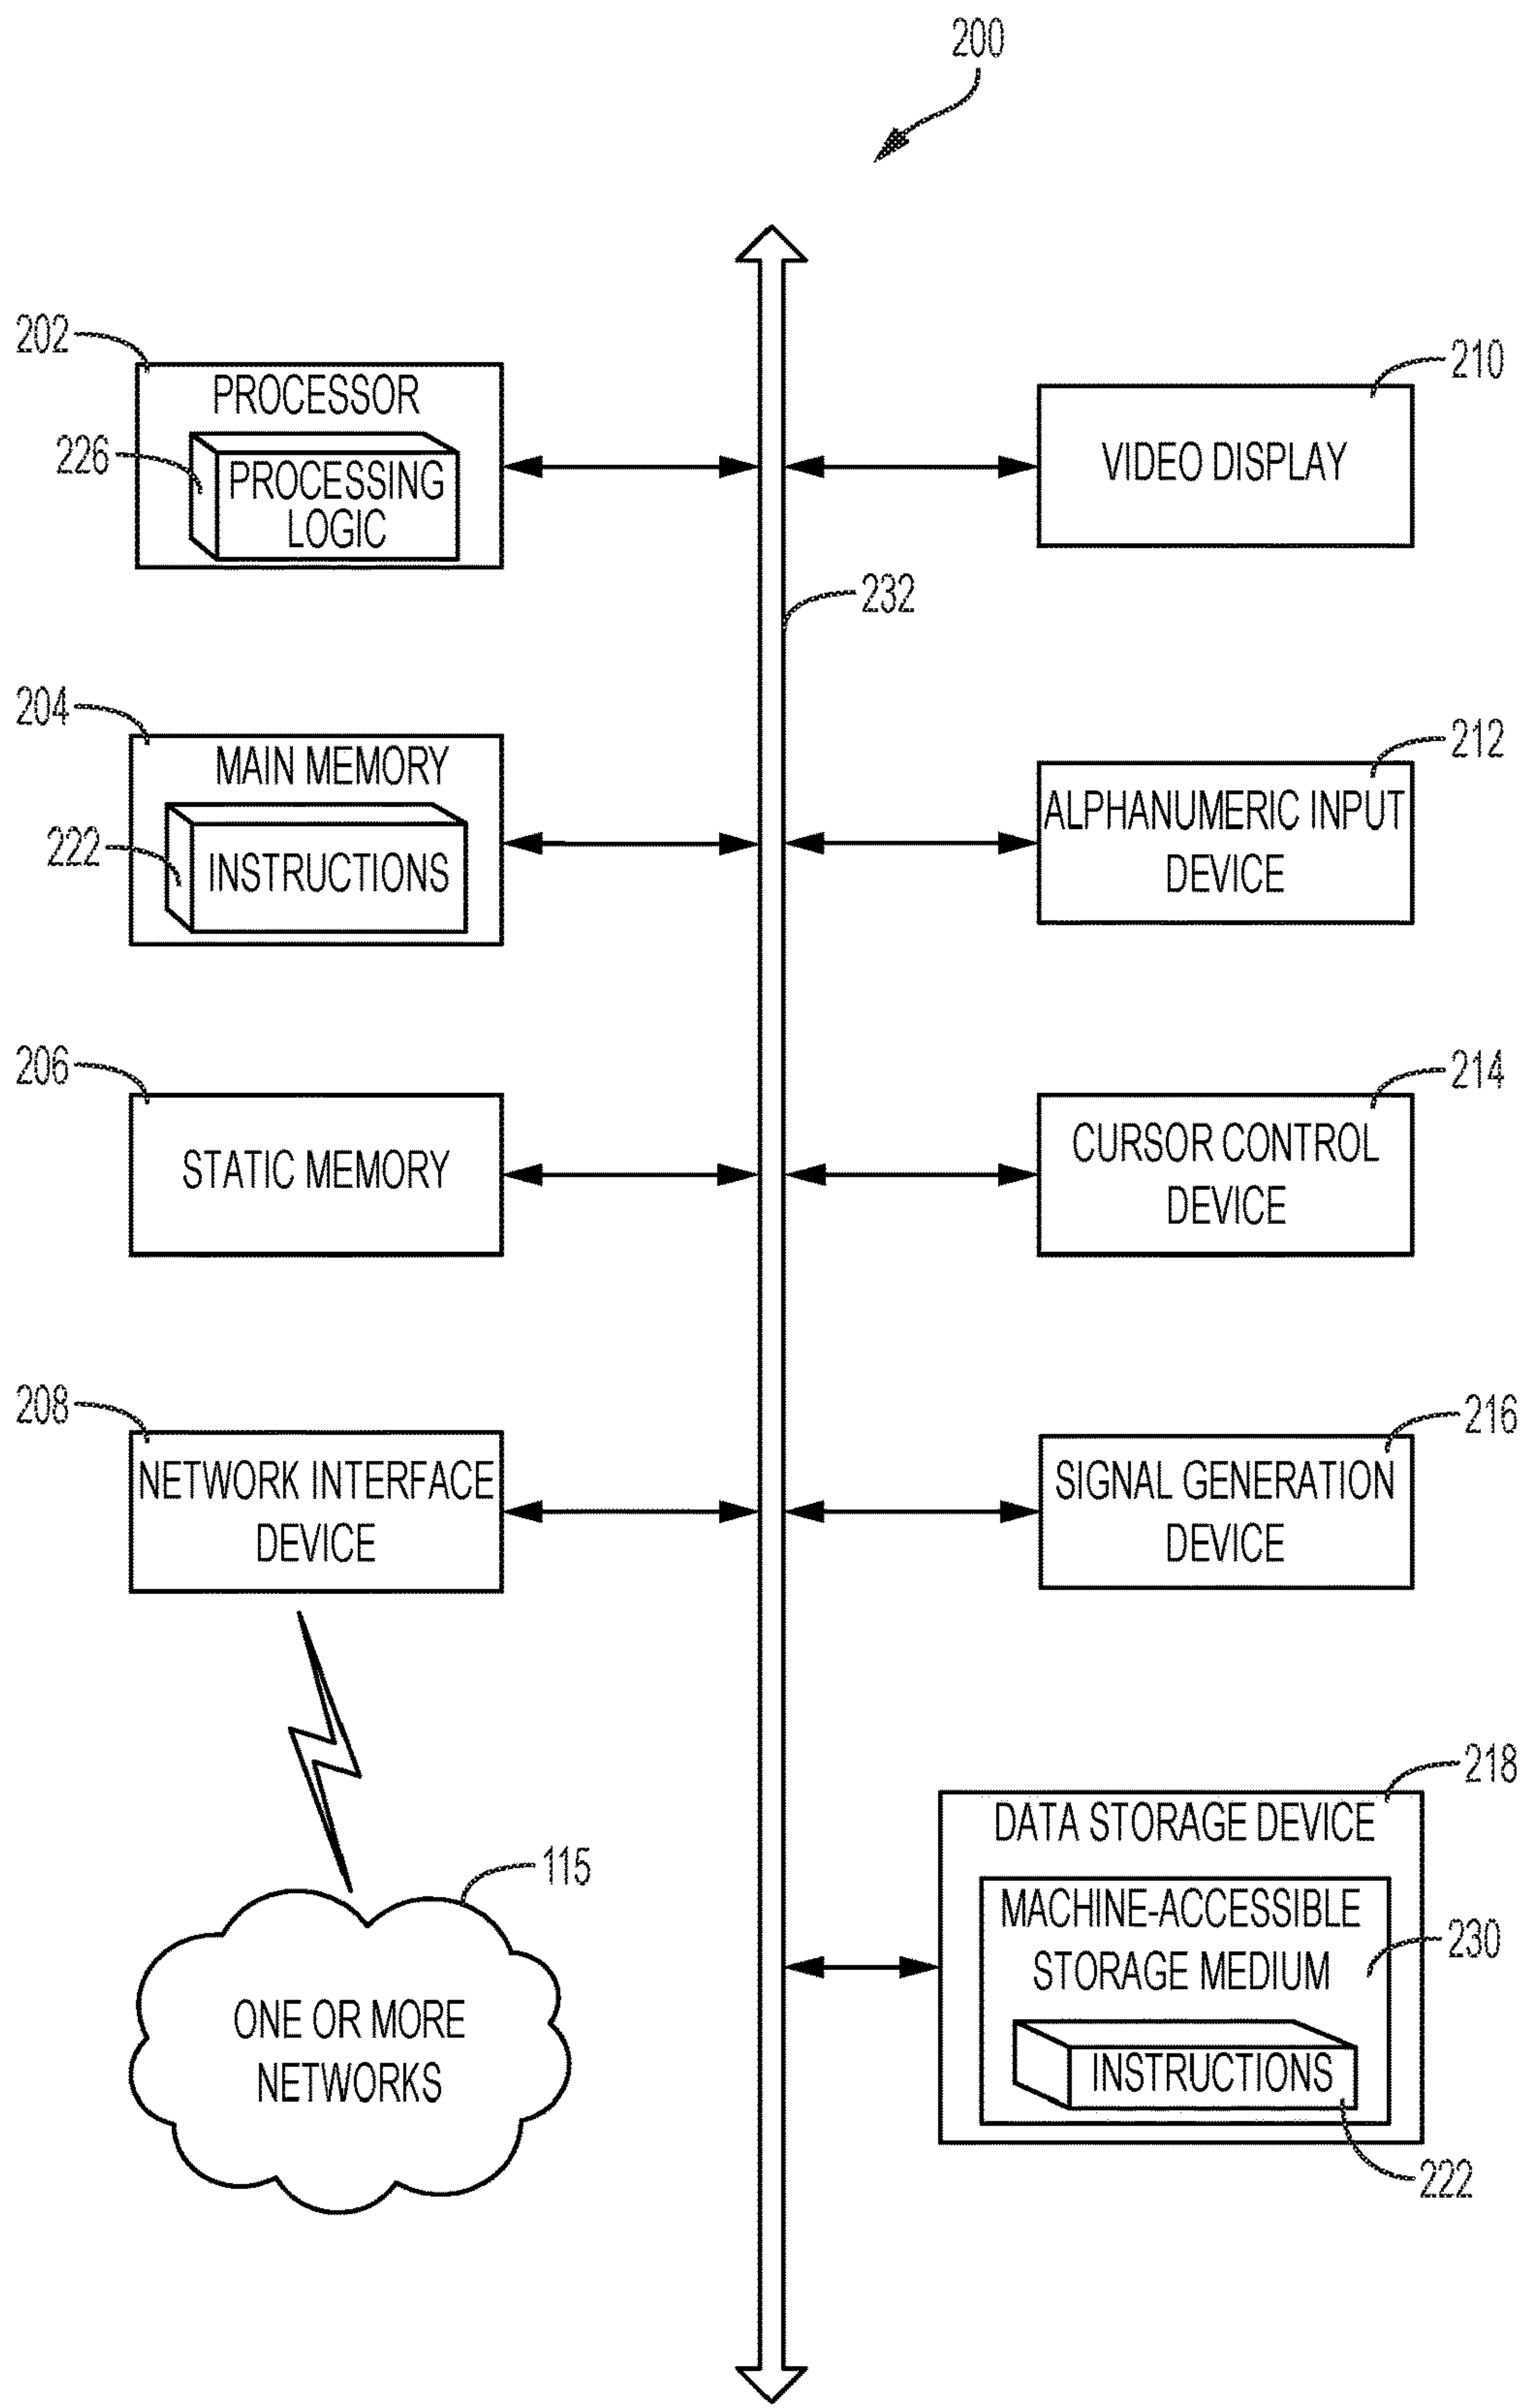 200
202
PROCESSOR
226
PROCESSING
LOGIC
210
VIDEO DISPLAY
232
204
MAIN MEMORY
222
INSTRUCTIONS
212
ALPHANUMERIC INPUT
DEVICE
206
STATIC MEMORY
214
CURSOR CONTROL
DEVICE
208
NETWORK INTERFACE
DEVICE
216
SIGNAL GENERATION
DEVICE
115
ONE OR MORE
NETWORKS
218
DATA STORAGE DEVICE
MACHINE-ACCESSIBLE
STORAGE MEDIUM
230
INSTRUCTIONS
222